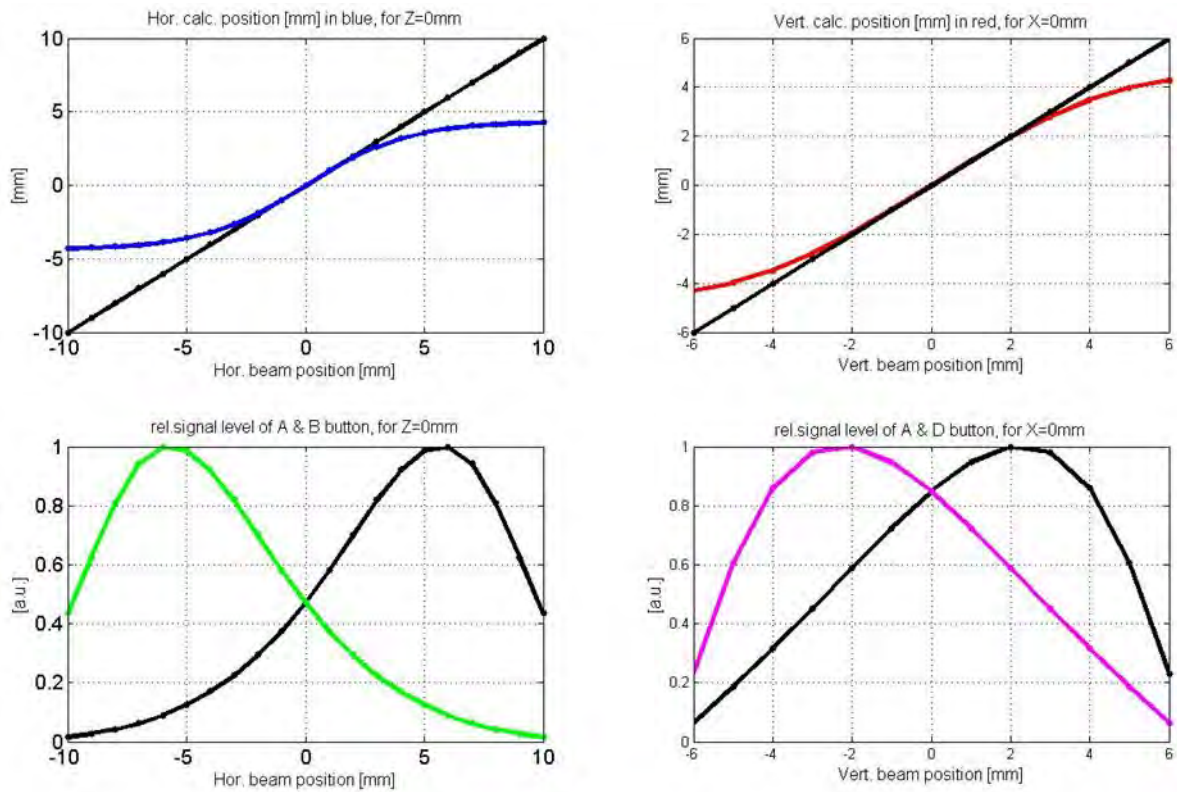 Hor. calc. position [mm] in blue, for Z=0mm
10
5
0
-5
-10
[mm]
-10 -5 0 5 10
Hor. beam position [mm]
Vert. calc. position [mm] in red, for X=0mm
6
4
2
0
-2
-4
-6
[mm]
-6 -4 -2 0 2 4 6
Vert. beam position [mm]
rel.signal level of A & B button, for Z=0mm
1
0.8
0.6
0.4
0.2
0
[a.u.]
-10 -5 0 5 10
Hor. beam position [mm]
rel.signal level of A & D button, for X=0mm
1
0.8
0.6
0.4
0.2
0
[a.u.]
-6 -4 -2 0 2 4 6
Vert. beam position [mm]